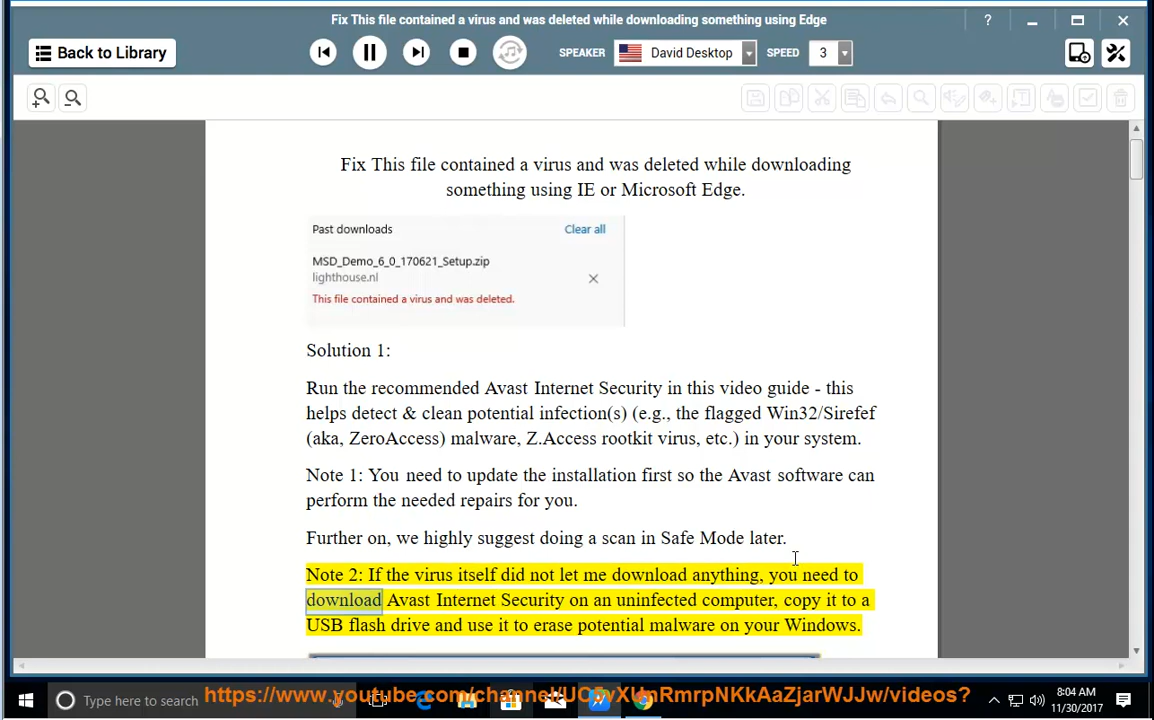 Fix This file contained a virus and was deleted while downloading something using Edge
?
Back to Library
SPEAKER
David Desktop
SPEED
3
Fix This file contained a virus and was deleted while downloading
something using IE or Microsoft Edge.
Past downloads
Clear all
MSD_Demo_6_0_170621_Setup.zip
lighthouse.nl
This file contained a virus and was deleted.
Solution 1:
Run the recommended Avast Internet Security in this video guide - this
helps detect & clean potential infection(s) (e.g., the flagged Win32/Sirefef
(aka, ZeroAccess) malware, Z.Access rootkit virus, etc.) in your system.
Note 1: You need to update the installation first so the Avast software can
perform the needed repairs for you.
Further on, we highly suggest doing a scan in Safe Mode later.
Note 2: If the virus itself did not let me download anything, you need to
download Avast Internet Security on an uninfected computer, copy it to a
USB flash drive and use it to erase potential malware on your Windows.
Type here to search
8:04 AM
11/30/2017